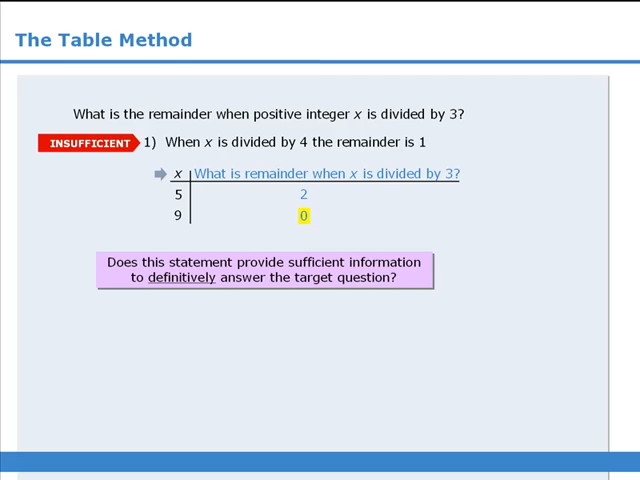 The Table Method
What is the remainder when positive integer x is divided by 3?
INSUFFICIENT 1) When x is divided by 4 the remainder is 1
x What is remainder when x is divided by 3?
5 2
9 0
Does this statement provide sufficient information
to definitively answer the target question?